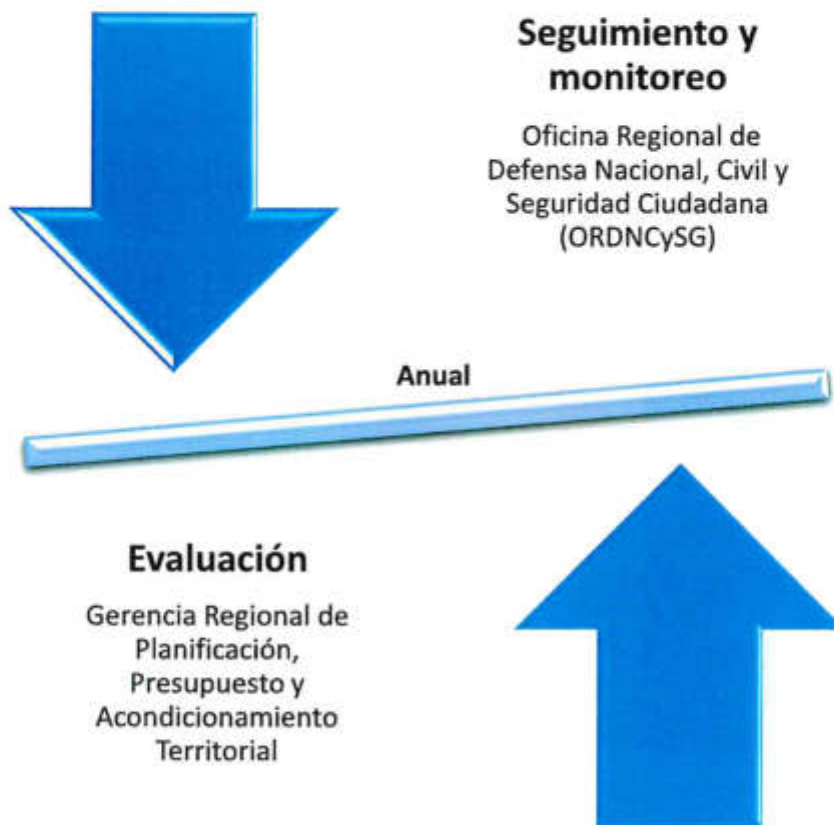 Seguimiento y
monitoreo
Oficina Regional de
Defensa Nacional, Civil y
Seguridad Ciudadana
(ORDNCySG)
Anual
Evaluación
Gerencia Regional de
Planificación,
Presupuesto y
Acondicionamiento
Territorial